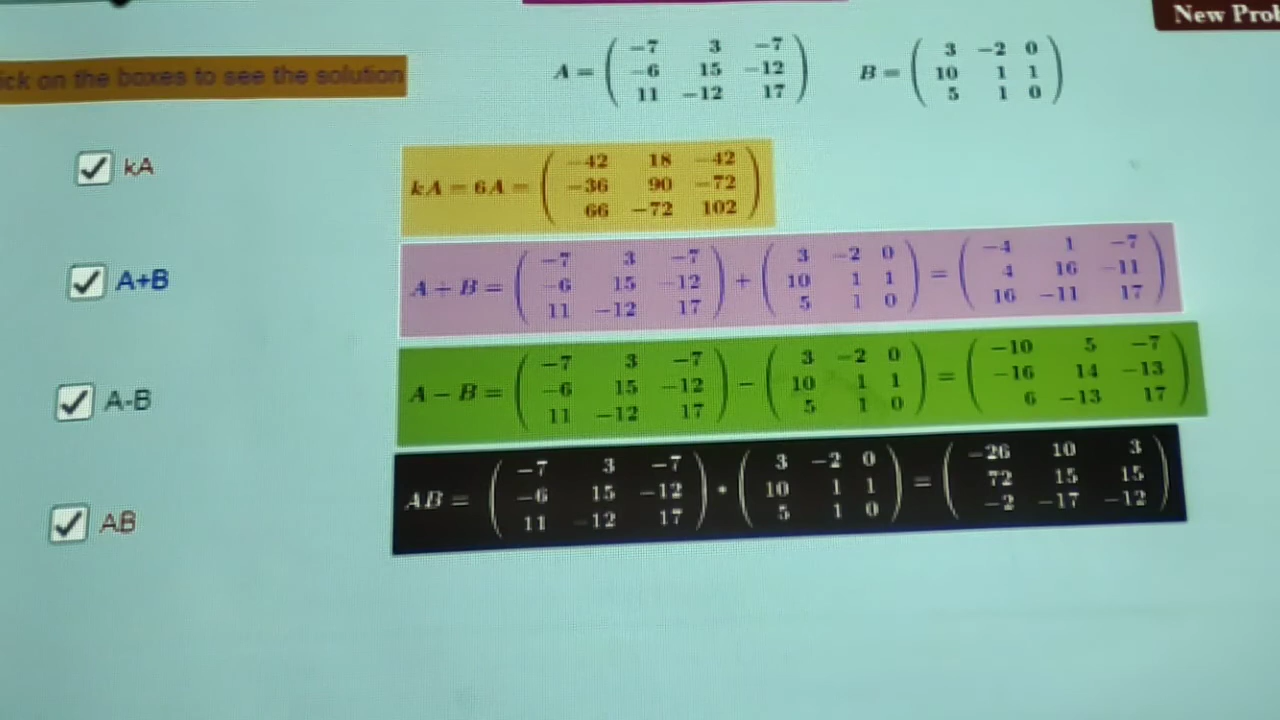 New Prob
ick on the boxes to see the solution
A = ( −7 3 −7
−6 15 −12
11 −12 17 )
B = ( 3 −2 0
10 1 1
5 1 0 )
kA
kA = 6A = ( −42 18 −42
−36 90 −72
66 −72 102 )
A+B
A + B = ( −7 3 −7
−6 15 −12
11 −12 17 ) + ( 3 −2 0
10 1 1
5 1 0 ) = ( −4 1 −7
4 16 −11
16 −11 17 )
A-B
A − B = ( −7 3 −7
−6 15 −12
11 −12 17 ) − ( 3 −2 0
10 1 1
5 1 0 ) = ( −10 5 −7
−16 14 −13
6 −13 17 )
AB
AB = ( −7 3 −7
−6 15 −12
11 −12 17 ) • ( 3 −2 0
10 1 1
5 1 0 ) = ( −26 10 3
72 15 15
−2 −17 −12 )